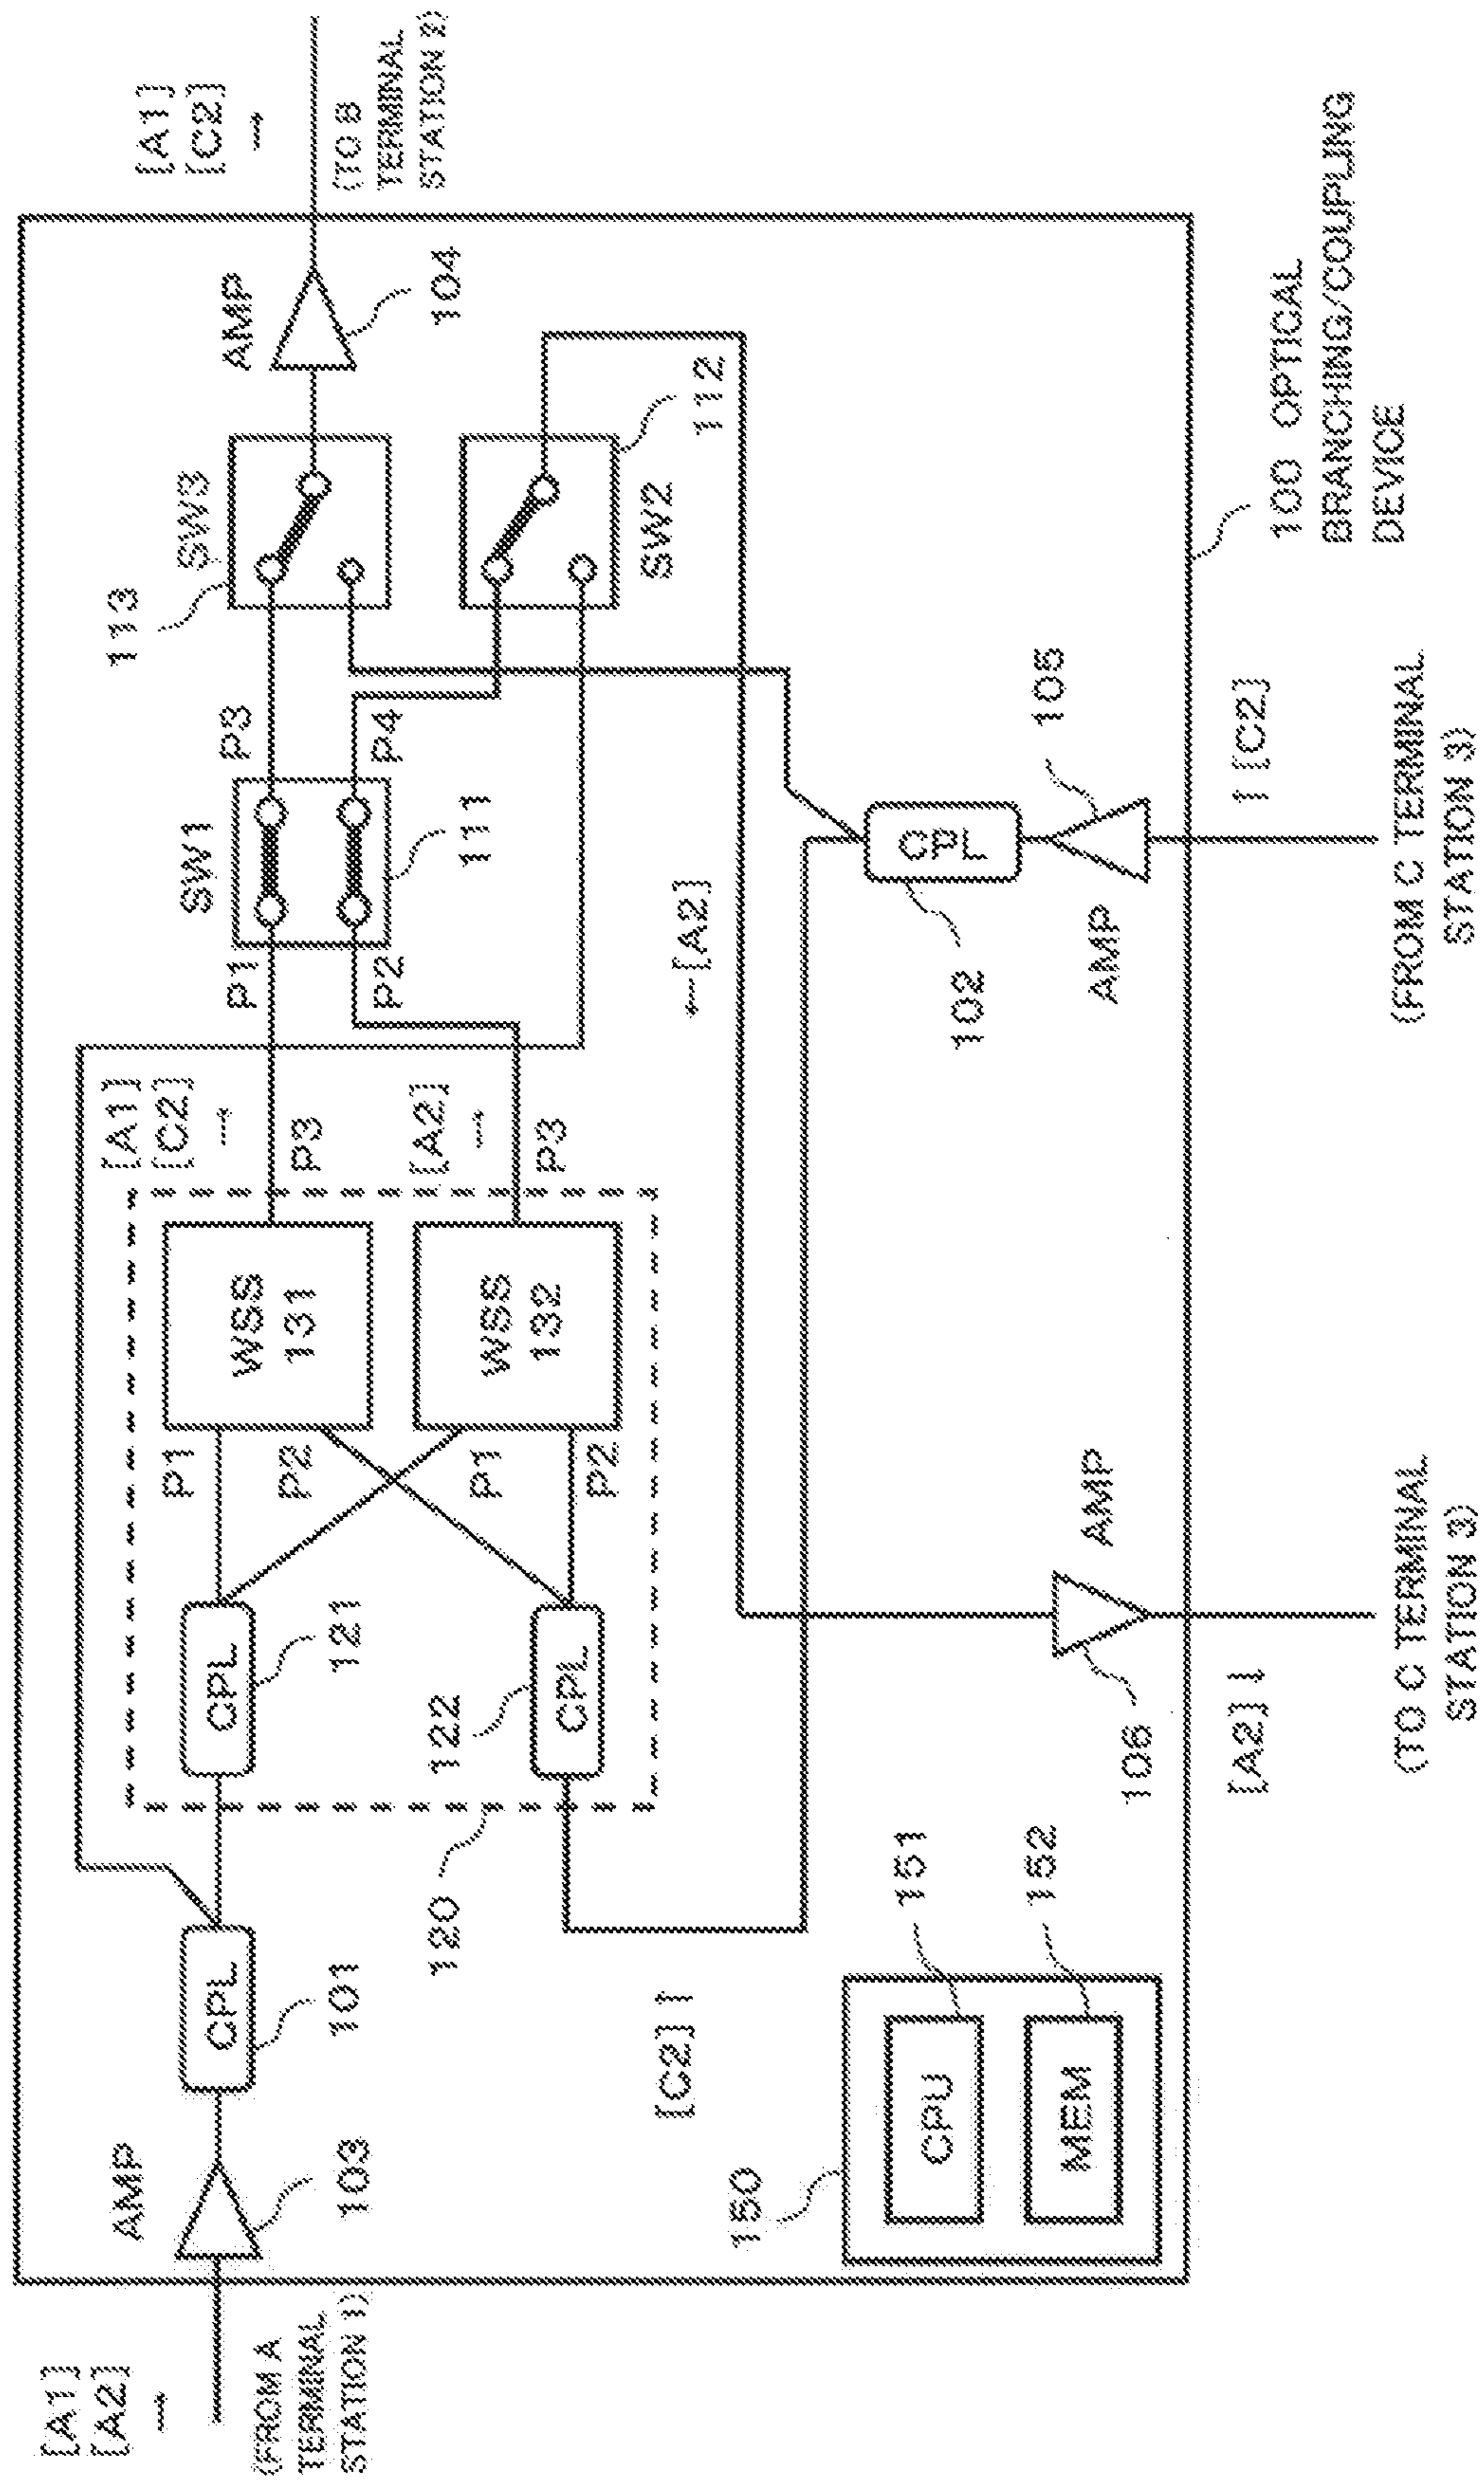 [A1]
[A2]
→
(FROM A
TERMINAL
STATION 1)
AMP
103
CPL
101
120
CPL
121
122
CPL
P1
P2
P1
P2
WSS
131
WSS
132
[A1]
[C2]
→
P3
[A2]
→
P3
P1
P2
SW1
111
P3
P4
113
SW3
SW2
112
AMP
104
[A1]
[C2]
→
(TO B
TERMINAL
STATION 2)
[C2] ↑
←[A2]
150
CPU
151
MEM
152
106
AMP
[A2] ↓
(TO C TERMINAL
STATION 3)
CPL
102
AMP
105
↑ [C2]
(FROM C TERMINAL
STATION 3)
100 OPTICAL
BRANCHING/COUPLING
DEVICE